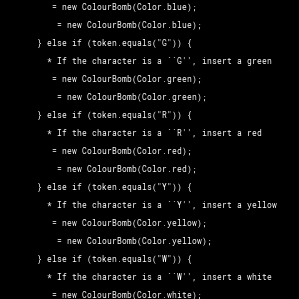 = new ColourBomb(Color.blue);
= new ColourBomb(Color.blue);
} else if (token.equals("G")) {
* If the character is a ``G'', insert a green
= new ColourBomb(Color.green);
= new ColourBomb(Color.green);
} else if (token.equals("R")) {
* If the character is a ``R'', insert a red
= new ColourBomb(Color.red);
= new ColourBomb(Color.red);
} else if (token.equals("Y")) {
* If the character is a ``Y'', insert a yellow
= new ColourBomb(Color.yellow);
= new ColourBomb(Color.yellow);
} else if (token.equals("W")) {
* If the character is a ``W'', insert a white
= new ColourBomb(Color.white);